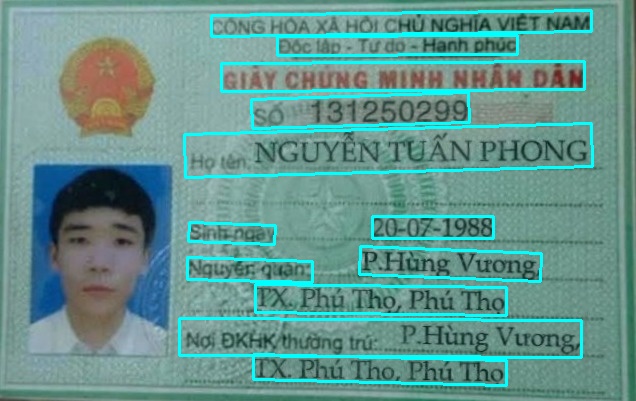 CỘNG HÒA XÃ HỘI CHỦ NGHĨA VIỆT NAM
Độc lập - Tự do - Hạnh phúc
GIẤY CHỨNG MINH NHÂN DÂN
SỐ 131250299
Họ tên: NGUYỄN TUẤN PHONG
Sinh ngày 20-07-1988
Nguyên quán: P.Hùng Vương,
TX. Phú Thọ, Phú Thọ
Nơi ĐKHK thường trú: P.Hùng Vương,
TX. Phú Thọ, Phú Thọ